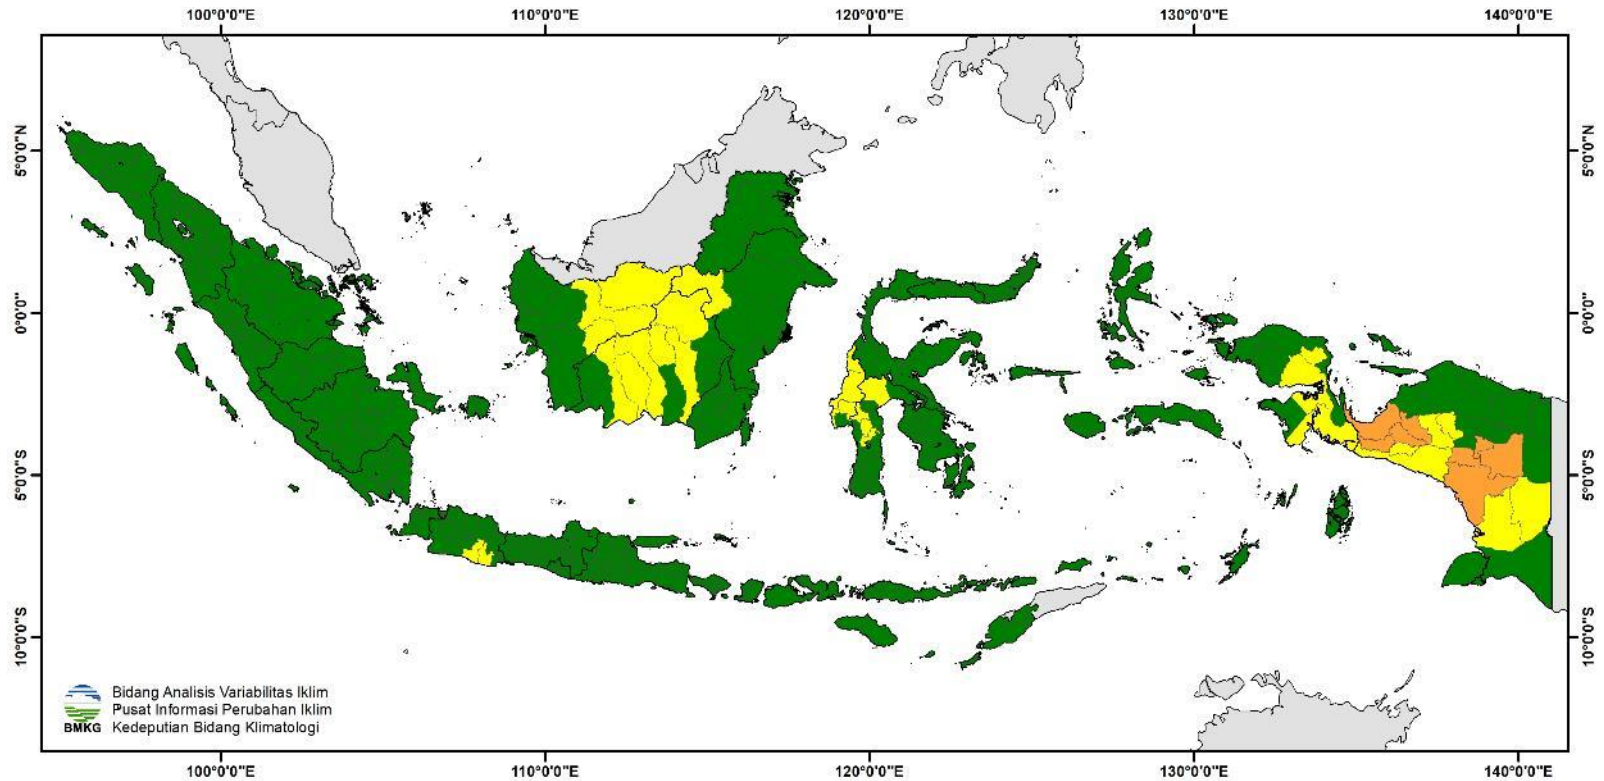 100°0'0"E 110°0'0"E 120°0'0"E 130°0'0"E 140°0'0"E
5°0'0"N 5°0'0"N
0°0'0" 0°0'0"
5°0'0"S 5°0'0"S
10°0'0"S 10°0'0"S
Bidang Analisis Variabilitas Iklim
Pusat Informasi Perubahan Iklim
BMKG Kedeputian Bidang Klimatologi
100°0'0"E 110°0'0"E 120°0'0"E 130°0'0"E 140°0'0"E